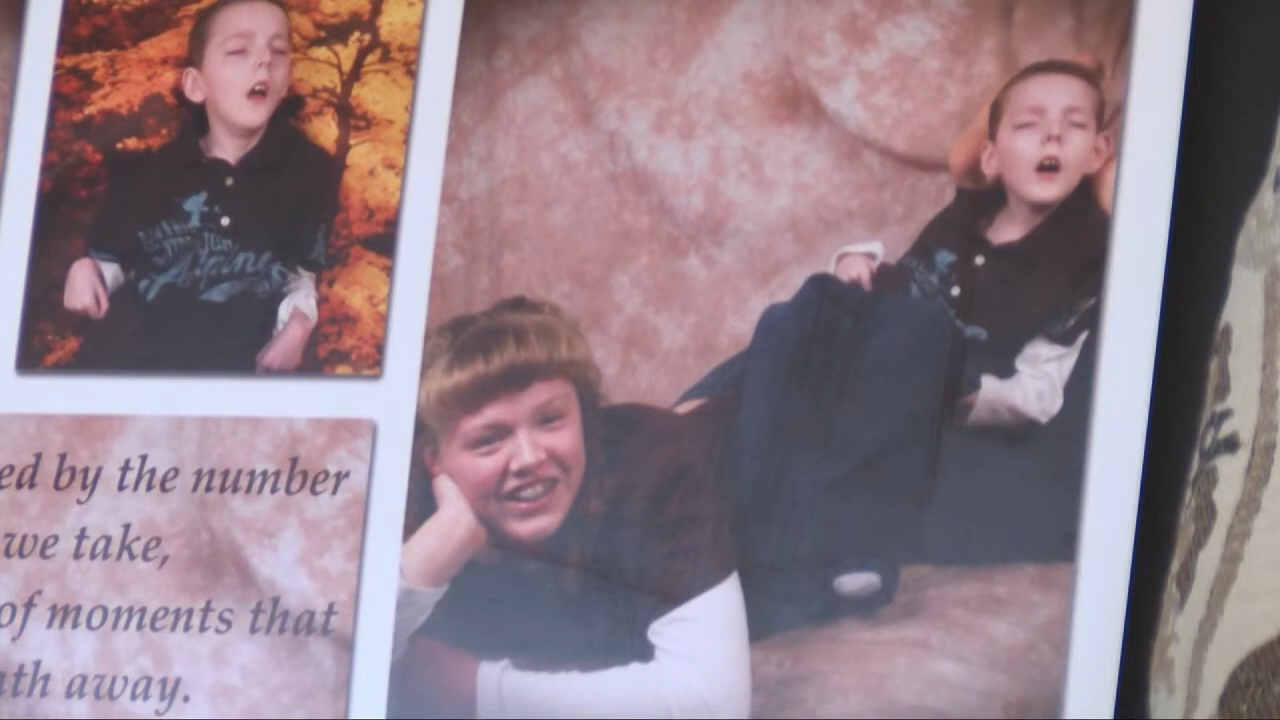 ed by the number
we take,
of moments that
ath away.